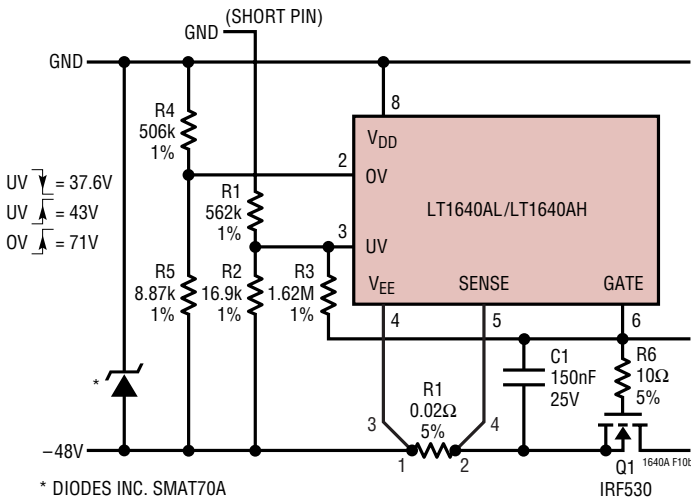 (SHORT PIN)
GND
GND
8
R4
506k
1%
VDD
2
OV
UV = 37.6V
UV = 43V
OV = 71V
R1
562k
1%
LT1640AL/LT1640AH
3
UV
R5
8.87k
1%
R2
16.9k
1%
R3
1.62M
1%
VEE
SENSE
GATE
4
5
6
C1
150nF
25V
R6
10Ω
5%
R1
0.02Ω
5%
3
4
*
–48V
1
2
Q1
IRF530
1640A F10b
* DIODES INC. SMAT70A